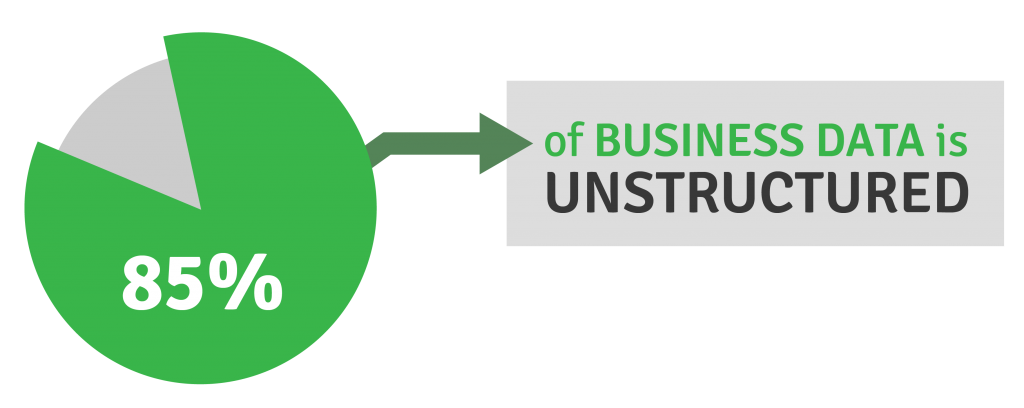 85%
of BUSINESS DATA is
UNSTRUCTURED